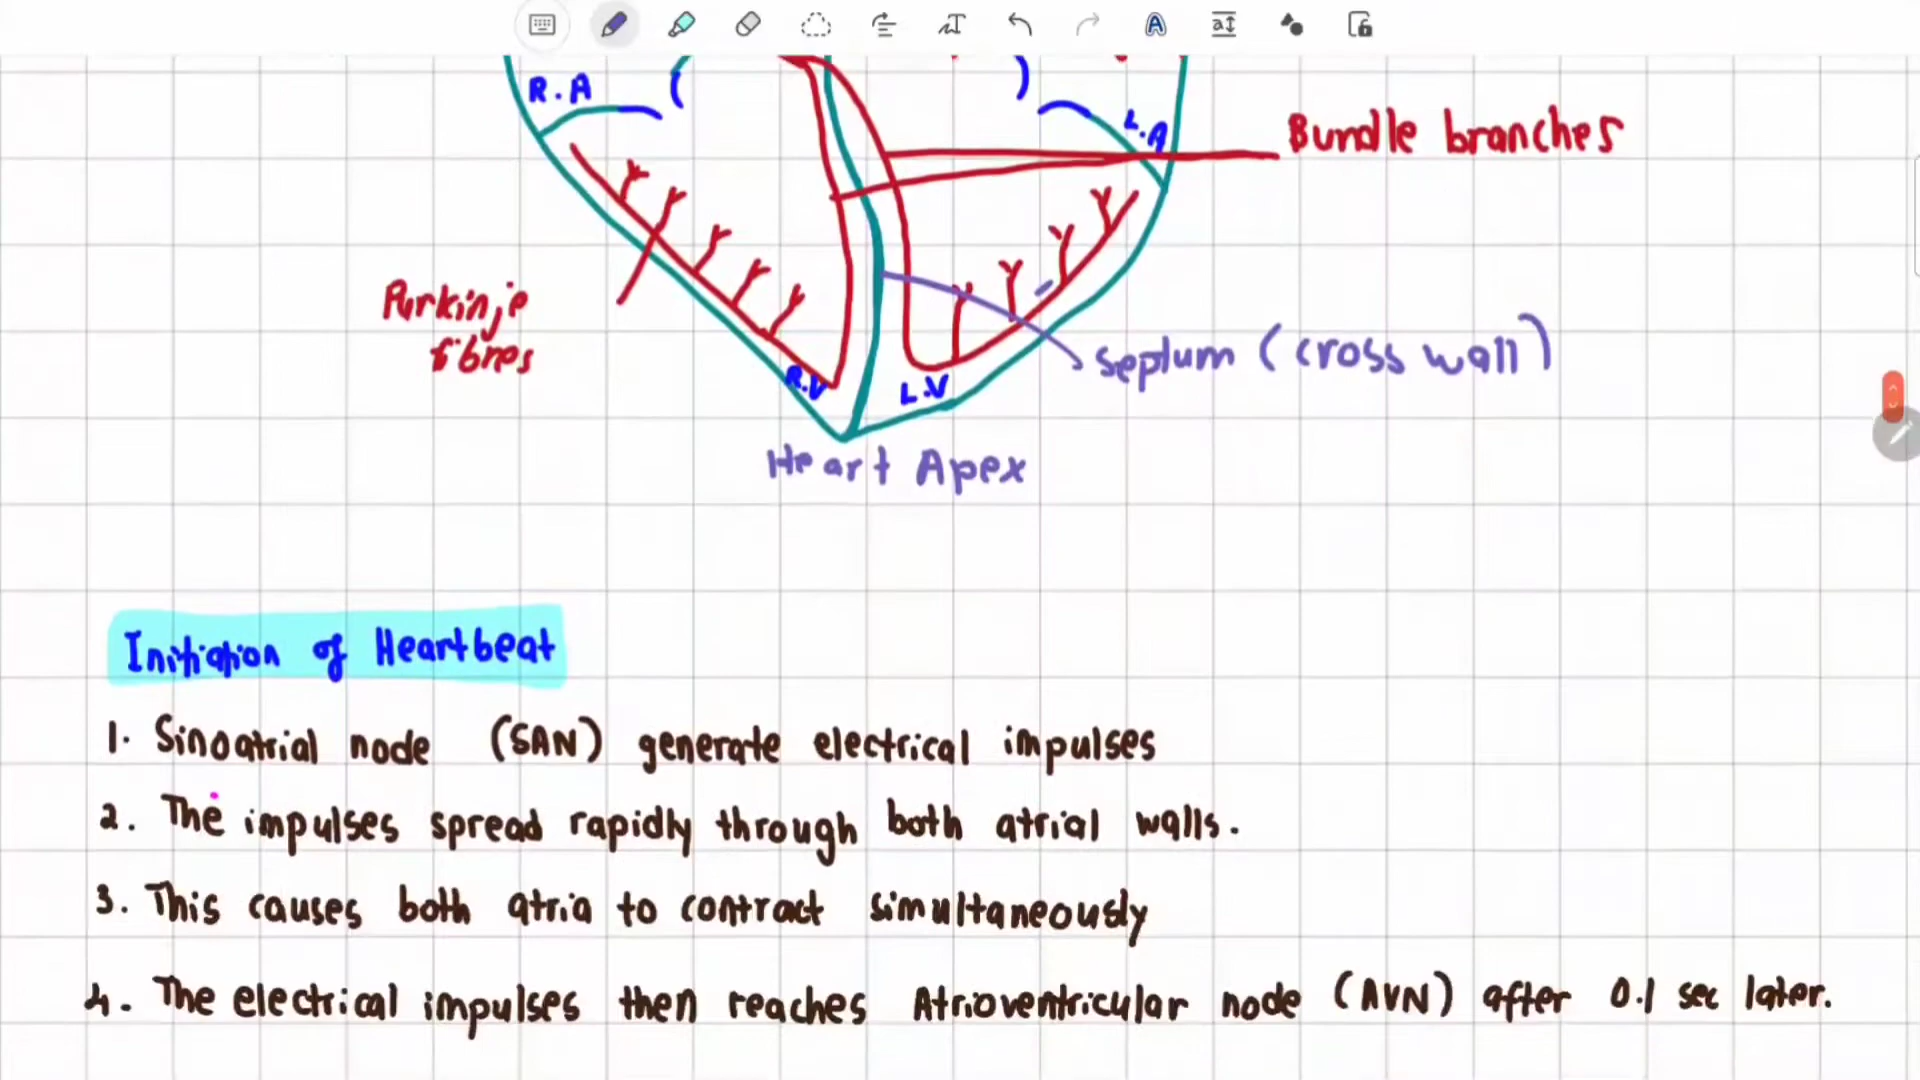 R.A
L.A
Bundle branches
Purkinje
fibres
septum (cross wall)
R.V
L.V
Heart Apex
Initiation of Heartbeat
1. Sinoatrial node (SAN) generate electrical impulses
2. The impulses spread rapidly through both atrial walls.
3. This causes both atria to contract simultaneously
4. The electrical impulses then reaches Atrioventricular node (AVN) after 0.1 sec later.